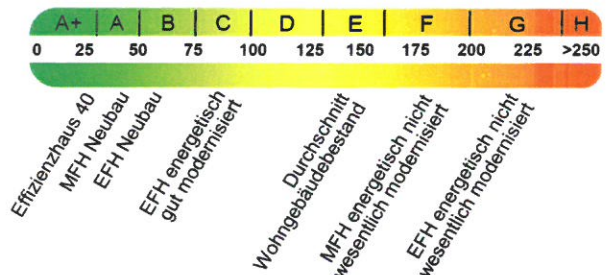 A+ A B C D E F G H
0 25 50 75 100 125 150 175 200 225 >250
Effizienzhaus 40
MFH Neubau
EFH Neubau
EFH energetisch
gut modernisiert
Durchschnitt
Wohngebäudebestand
MFH energetisch nicht
wesentlich modernisiert
EFH energetisch nicht
wesentlich modernisiert